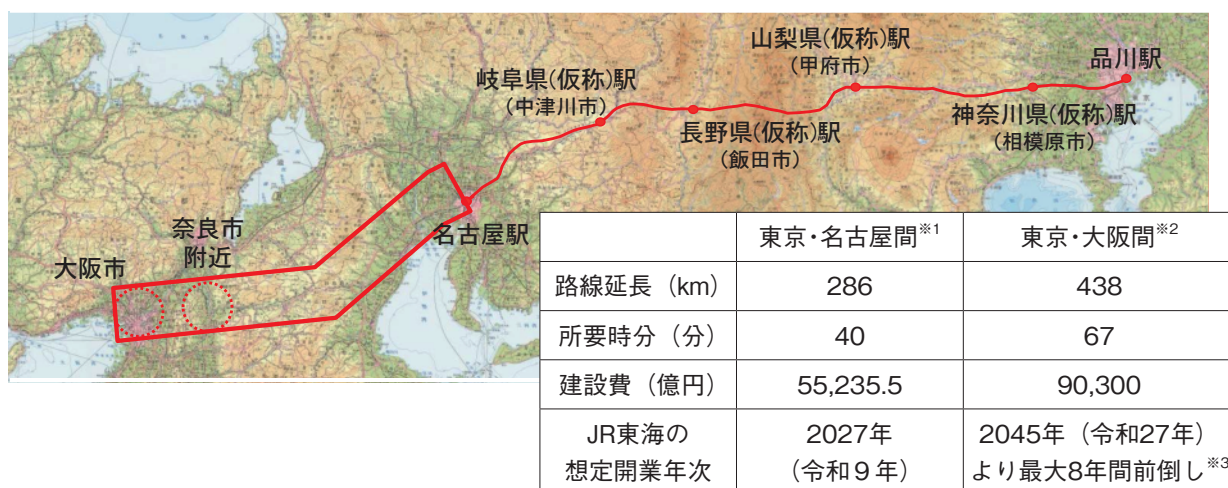 山梨県(仮称)駅
(甲府市)
品川駅
岐阜県(仮称)駅
(中津川市)
長野県(仮称)駅
(飯田市)
神奈川県(仮称)駅
(相模原市)
奈良市
附近
大阪市
名古屋駅
東京・名古屋間※1 東京・大阪間※2
路線延長（km） 286 438
所要時分（分） 40 67
建設費（億円） 55,235.5 90,300
JR東海の 2027年 2045年（令和27年）
想定開業年次 （令和9年） より最大8年間前倒し※3